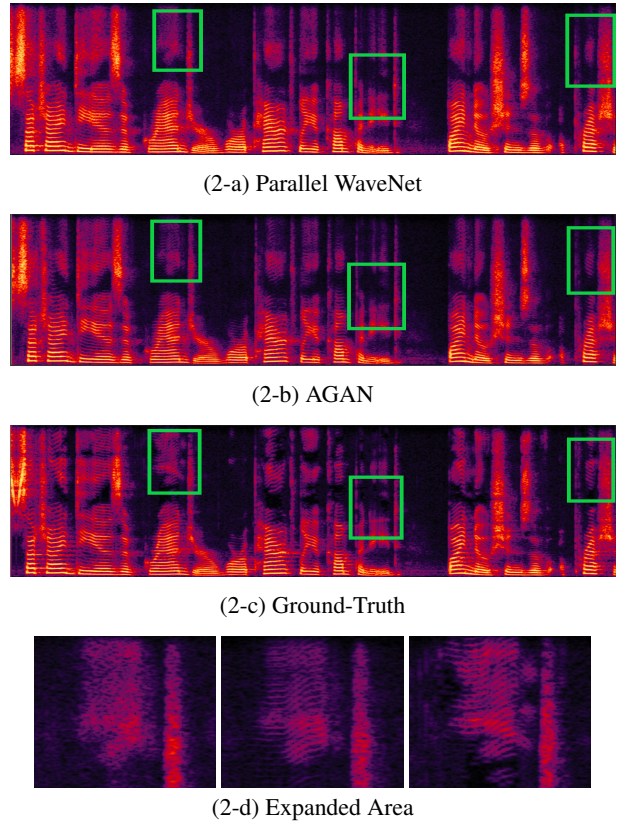 (2-a) Parallel WaveNet
(2-b) AGAN
(2-c) Ground-Truth
(2-d) Expanded Area